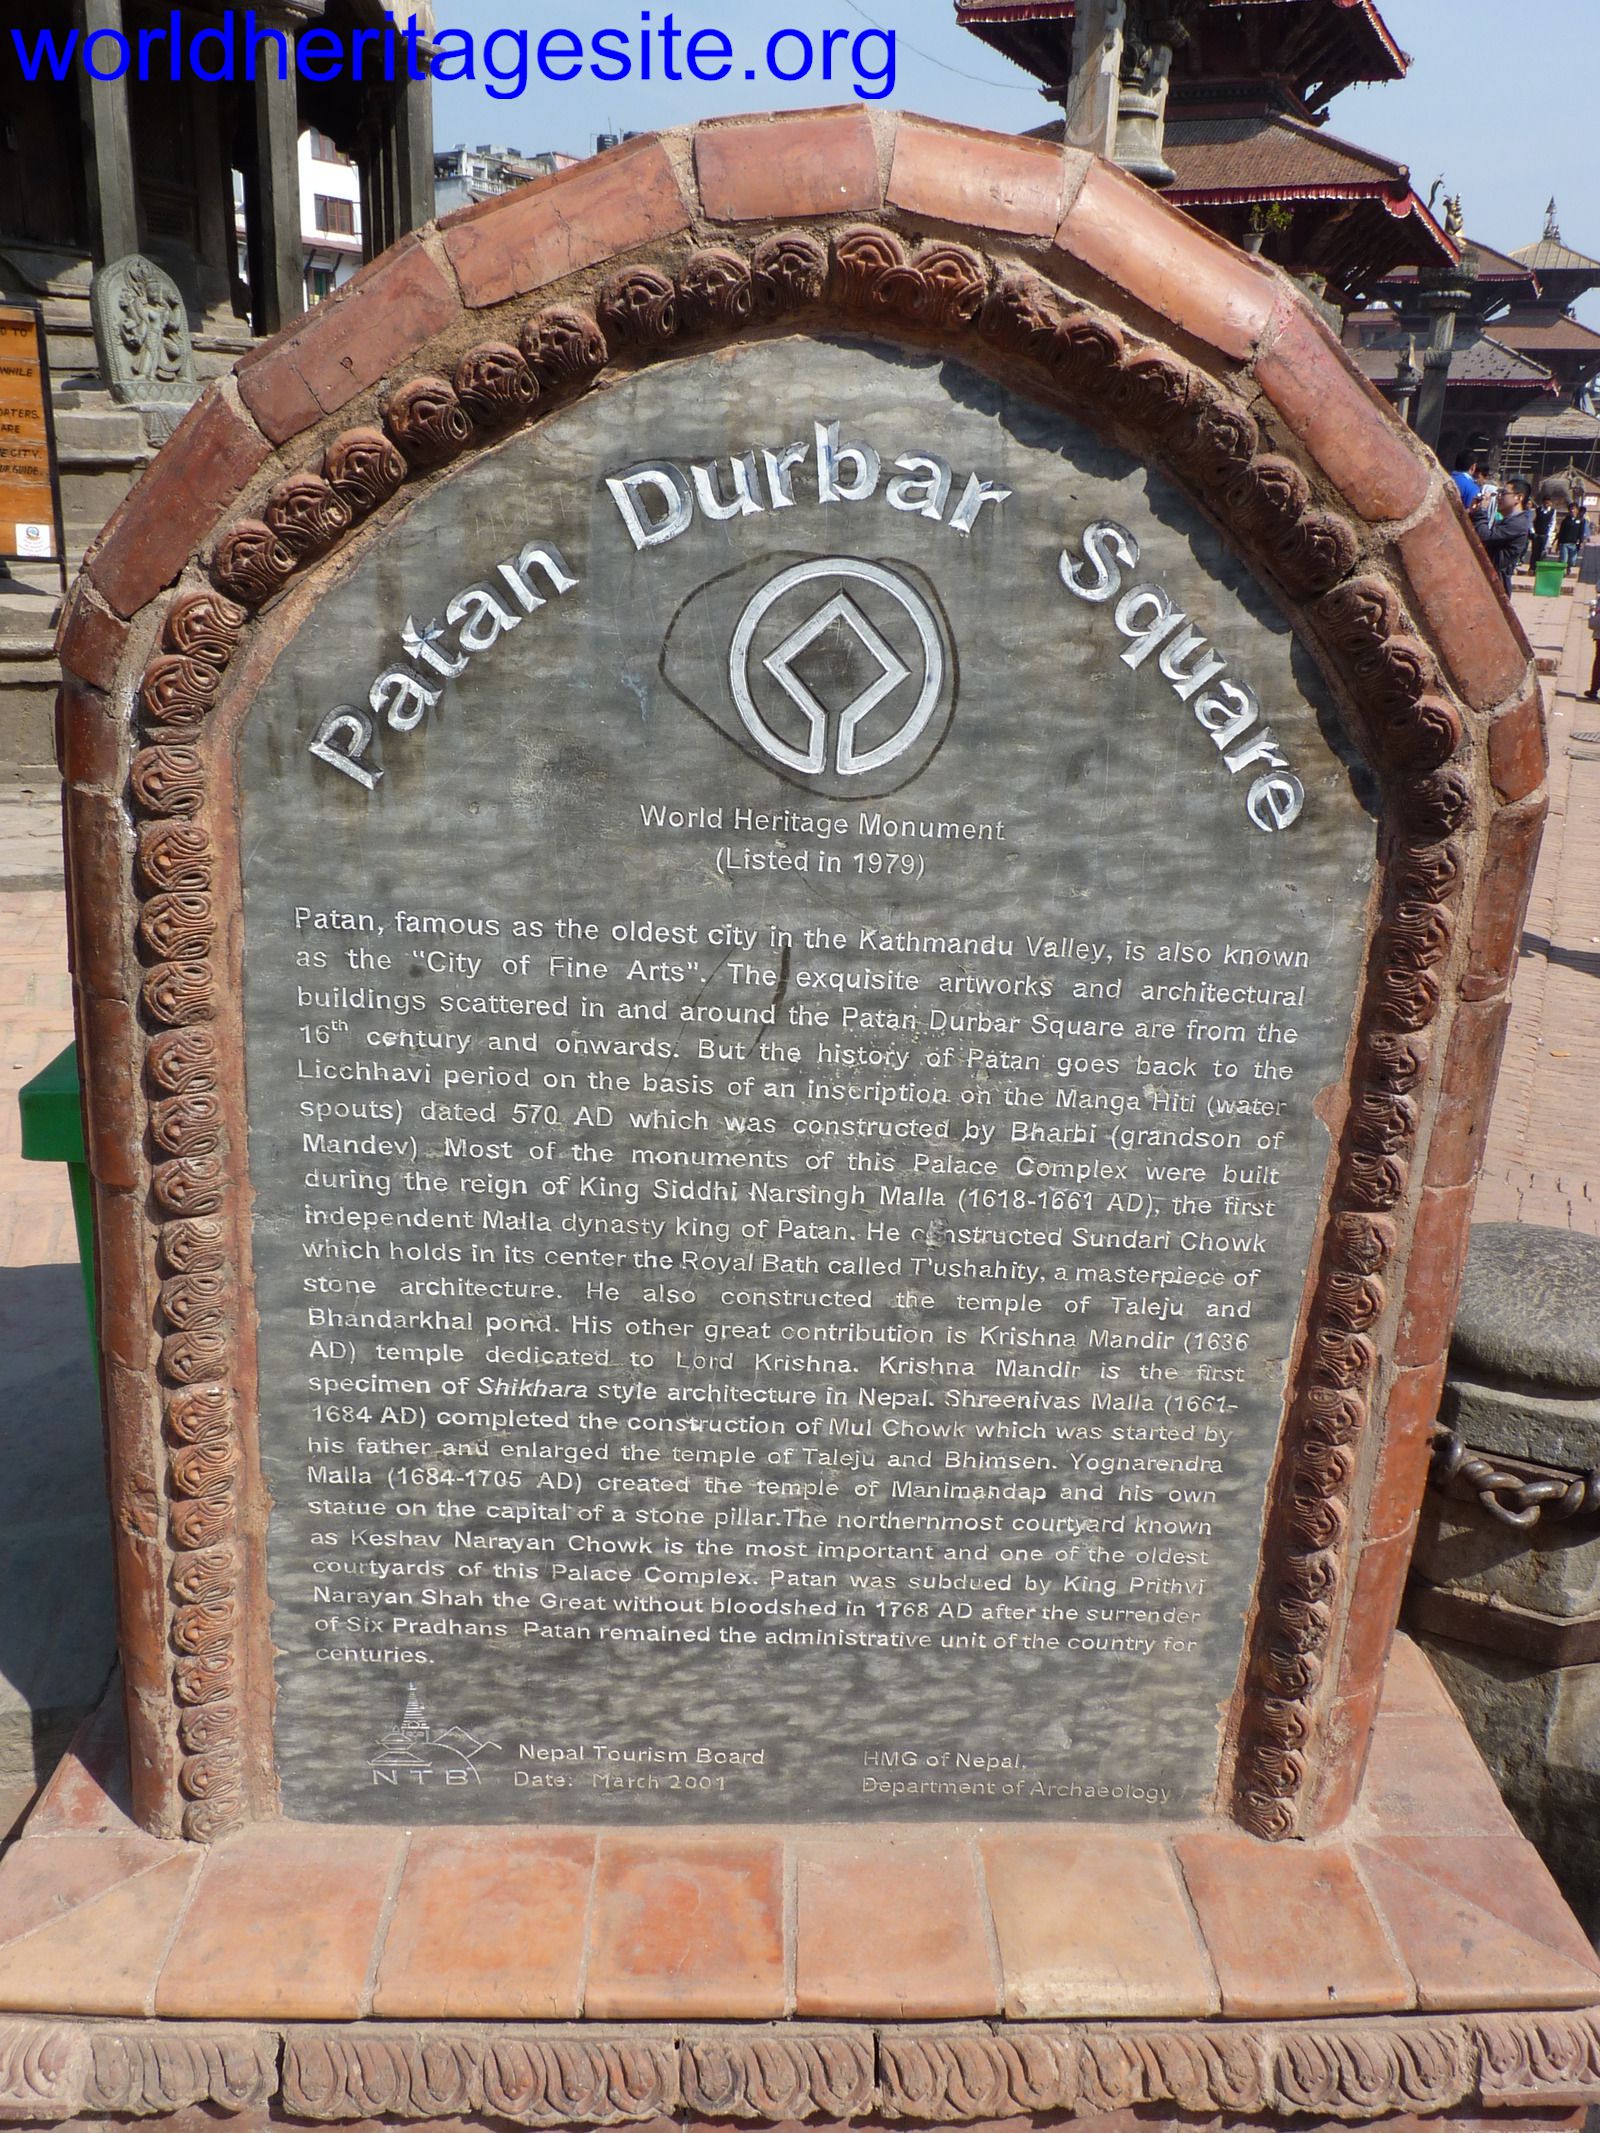 worldheritagesite.org
Patan Durbar Square
World Heritage Monument
(Listed in 1979)
Patan, famous as the oldest city in the Kathmandu Valley, is also known
as the "City of Fine Arts". The exquisite artworks and architectural
buildings scattered in and around the Patan Durbar Square are from the
16th century and onwards. But the history of Patan goes back to the
Licchhavi period on the basis of an inscription on the Manga Hiti (water
spouts) dated 570 AD which was constructed by Bharbi (grandson of
Mandev). Most of the monuments of this Palace Complex were built
during the reign of King Siddhi Narsingh Malla (1618-1661 AD), the first
independent Malla dynasty king of Patan. He constructed Sundari Chowk
which holds in its center the Royal Bath called T'ushahity, a masterpiece of
stone architecture. He also constructed the temple of Taleju and
Bhandarkhal pond. His other great contribution is Krishna Mandir (1636
AD) temple dedicated to Lord Krishna. Krishna Mandir is the first
specimen of Shikhara style architecture in Nepal. Shreenivas Malla (1661-
1684 AD) completed the construction of Mul Chowk which was started by
his father and enlarged the temple of Taleju and Bhimsen. Yognarendra
Malla (1684-1705 AD) created the temple of Manimandap and his own
statue on the capital of a stone pillar.The northernmost courtyard known
as Keshav Narayan Chowk is the most important and one of the oldest
courtyards of this Palace Complex. Patan was subdued by King Prithvi
Narayan Shah the Great without bloodshed in 1768 AD after the surrender
of Six Pradhans Patan remained the administrative unit of the country for
centuries.
NTB
Nepal Tourism Board
Date: March 2001
HMG of Nepal,
Department of Archaeology
D TO
WHILE
ORTERS.
ARE
E CITY
UR GUIDE.